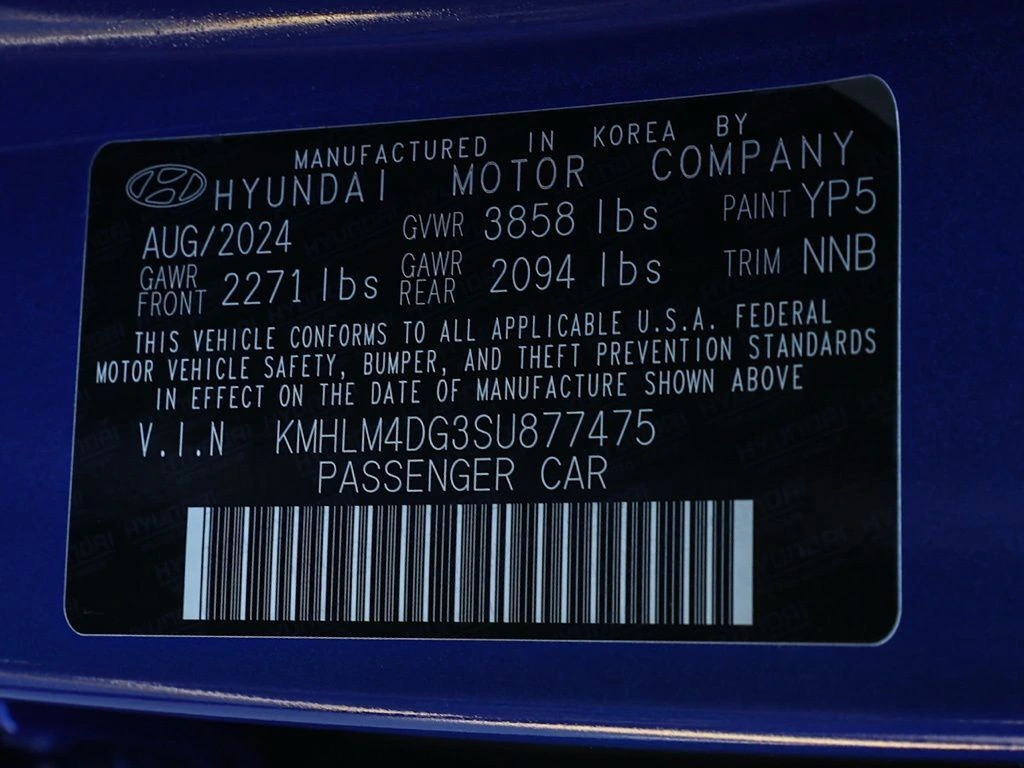 MANUFACTURED IN KOREA BY
HYUNDAI MOTOR COMPANY
AUG/2024 GVWR 3858 lbs PAINT YP5
GAWR FRONT 2271 lbs GAWR REAR 2094 lbs TRIM NNB
THIS VEHICLE CONFORMS TO ALL APPLICABLE U.S.A. FEDERAL
MOTOR VEHICLE SAFETY, BUMPER, AND THEFT PREVENTION STANDARDS
IN EFFECT ON THE DATE OF MANUFACTURE SHOWN ABOVE
V.I.N KMHLM4DG3SU877475
PASSENGER CAR